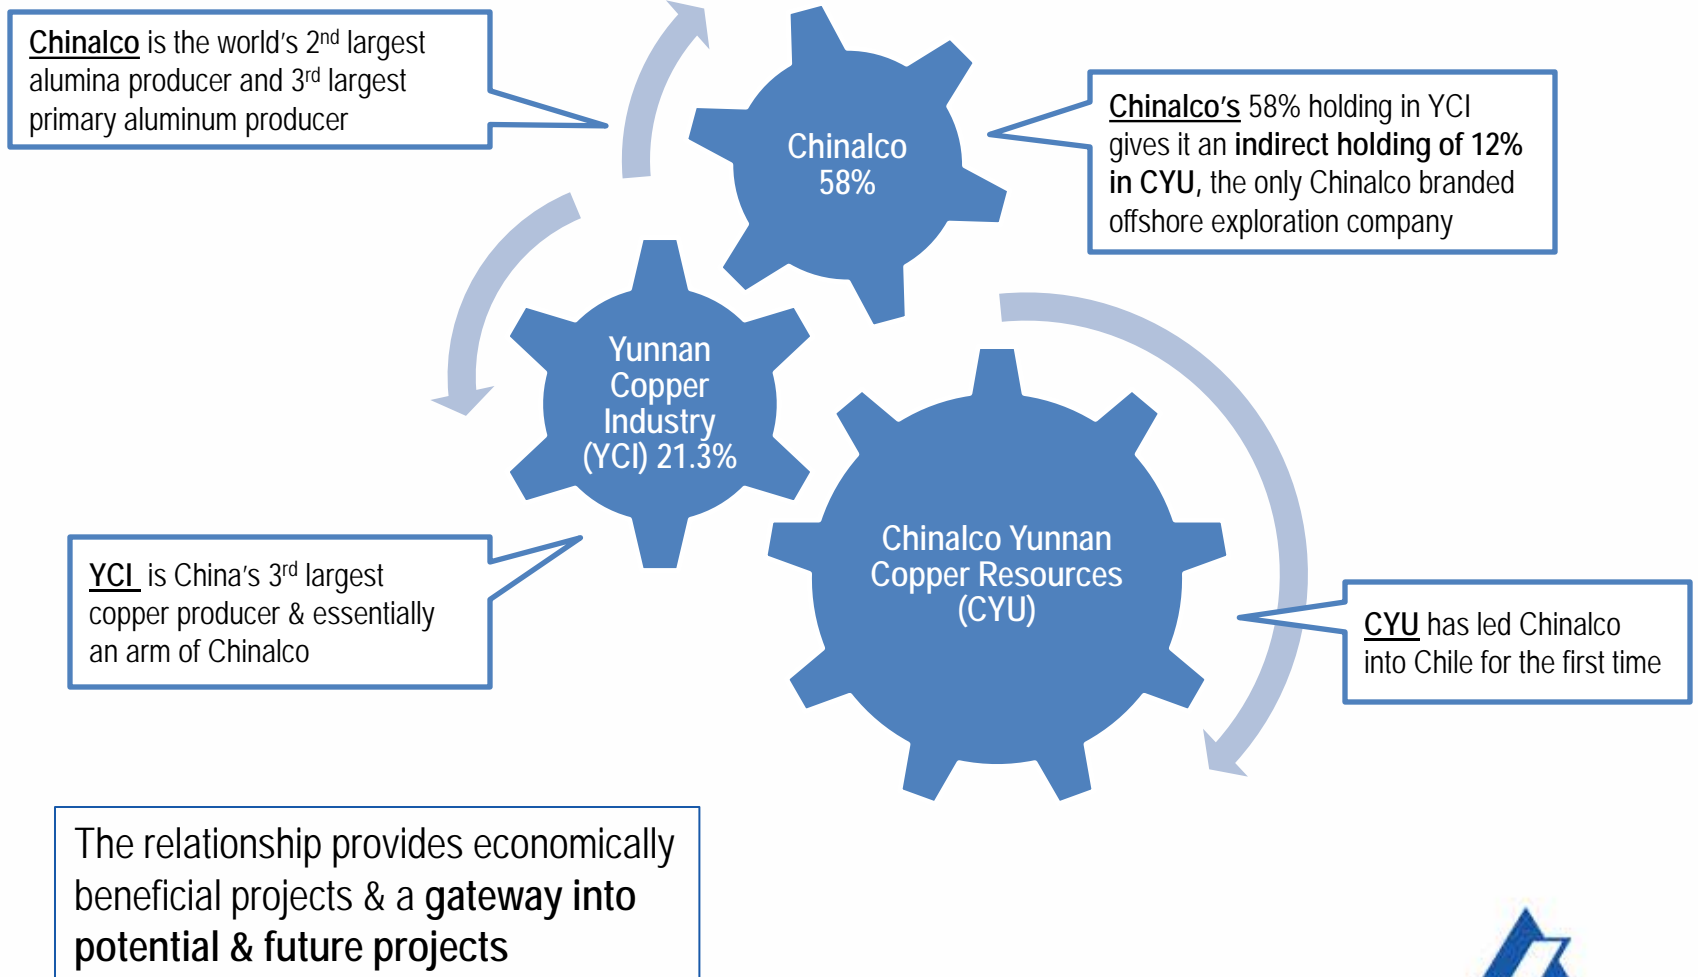 Chinalco is the world's 2nd largest
alumina producer and 3rd largest
primary aluminum producer
Chinalco
58%
Chinalco's 58% holding in YCI
gives it an indirect holding of 12%
in CYU, the only Chinalco branded
offshore exploration company
Yunnan
Copper
Industry
(YCI) 21.3%
Chinalco Yunnan
Copper Resources
(CYU)
YCI is China's 3rd largest
copper producer & essentially
an arm of Chinalco
CYU has led Chinalco
into Chile for the first time
The relationship provides economically
beneficial projects & a gateway into
potential & future projects